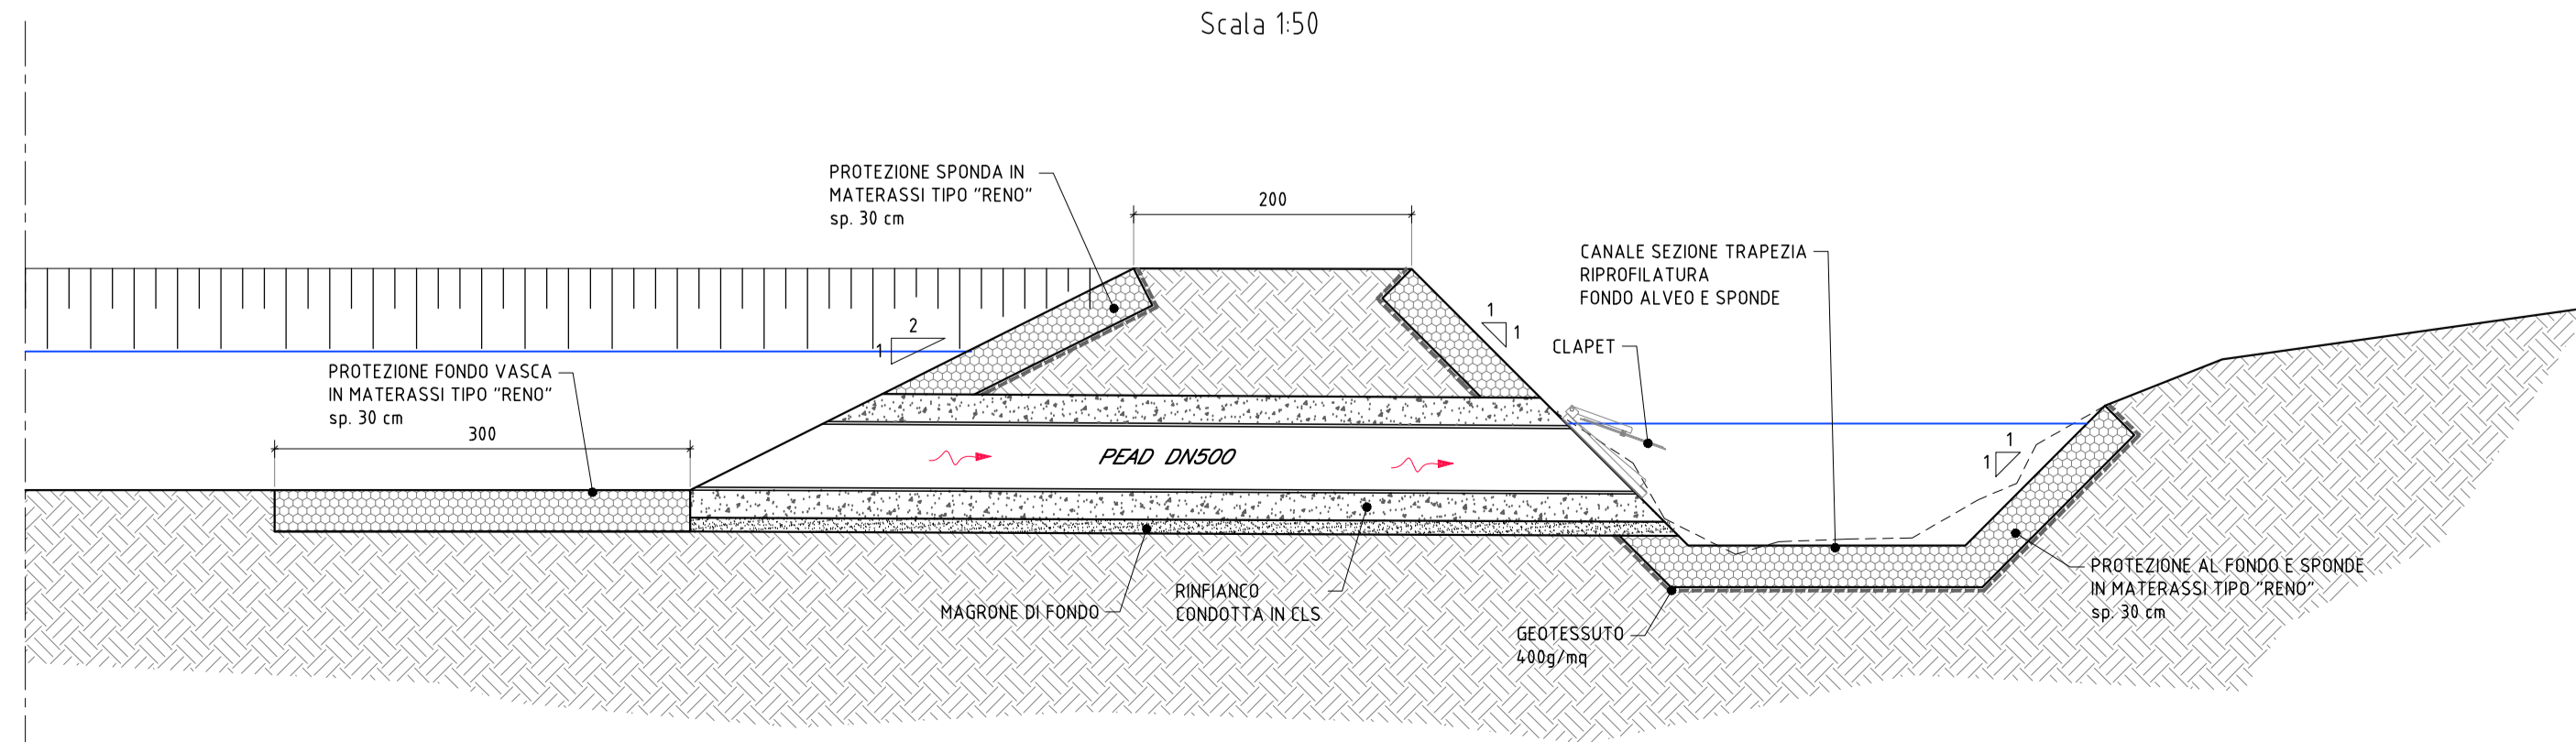 Scala 1:50
PROTEZIONE SPONDA IN
MATERASSI TIPO "RENO"
sp. 30 cm
200
CANALE SEZIONE TRAPEZIA
RIPROFILATURA
FONDO ALVEO E SPONDE
2
1
1
1
CLAPET
PROTEZIONE FONDO VASCA
IN MATERASSI TIPO "RENO"
sp. 30 cm
300
PEAD DN500
1
1
PROTEZIONE AL FONDO E SPONDE
IN MATERASSI TIPO "RENO"
sp. 30 cm
MAGRONE DI FONDO
RINFIANCO
CONDOTTA IN CLS
GEOTESSUTO
400g/mq